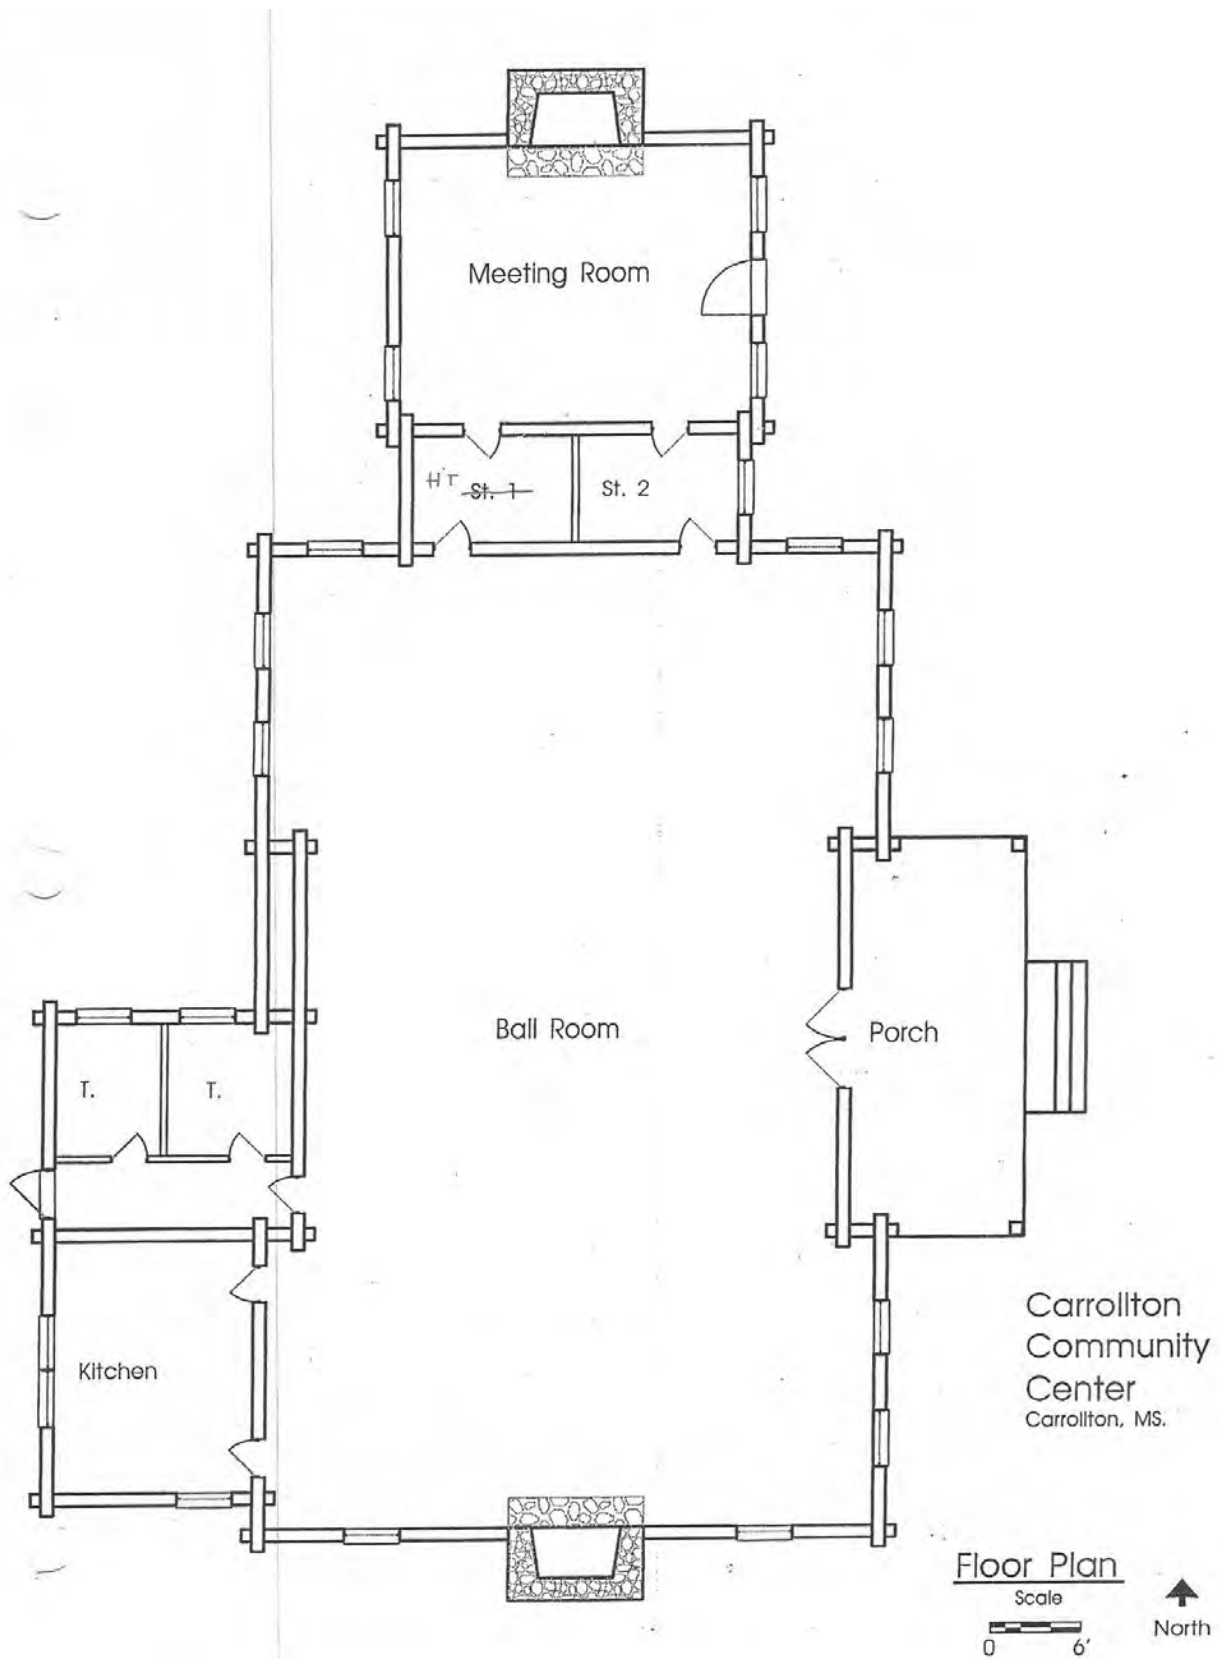 Meeting Room
HT St. 1
St. 2
Ball Room
Porch
T.
T.
Kitchen
Carrollton
Community
Center
Carrollton, MS.
Floor Plan
Scale
0 6'
North